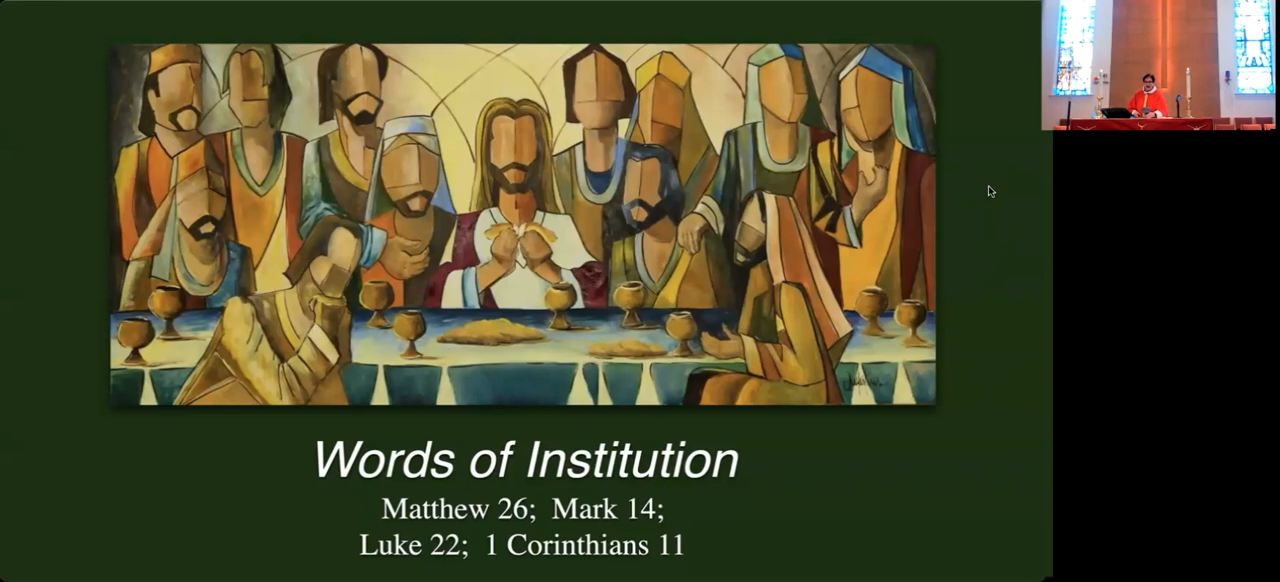 Words of Institution
Matthew 26;  Mark 14;
Luke 22;  1 Corinthians 11